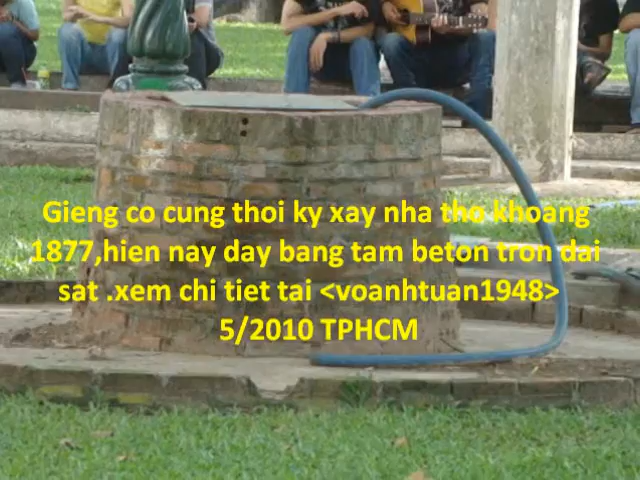 Gieng co cung thoi ky xay nha tho khoang
1877,hien nay day bang tam beton tron dai
sat .xem chi tiet tai <voanhtuan1948>
5/2010 TPHCM